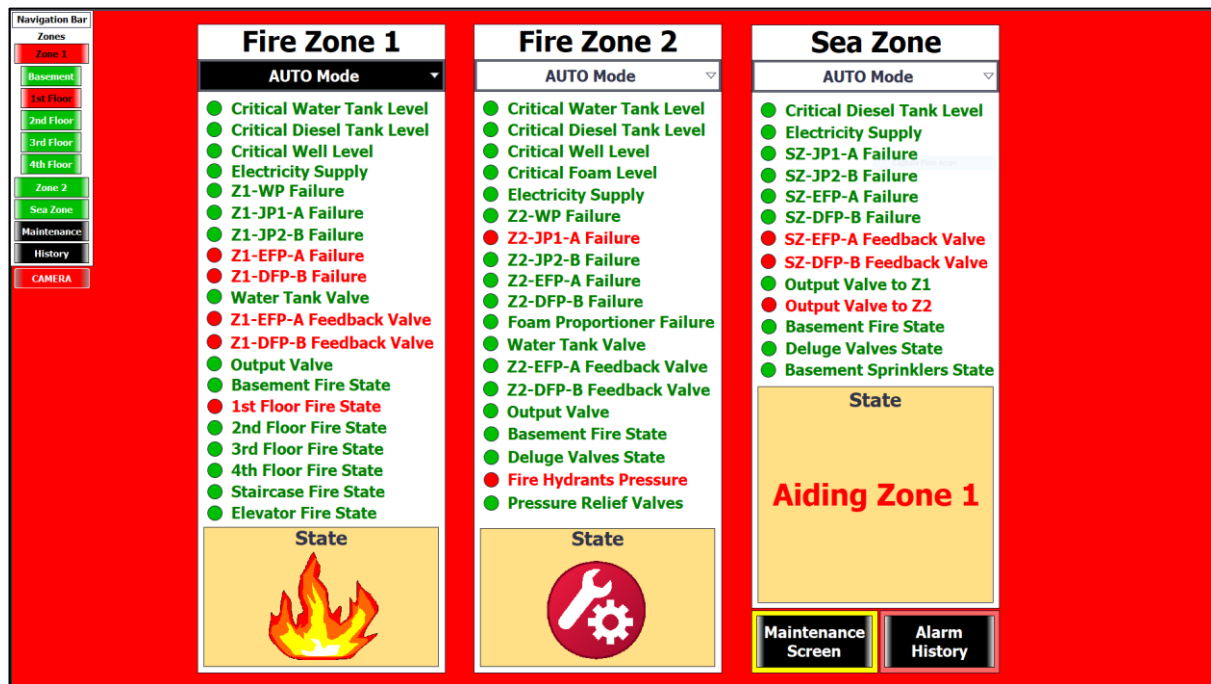 Navigation Bar
Zones
Zone 1
Basement
1st Floor
2nd Floor
3rd Floor
4th Floor
Zone 2
Sea Zone
Maintenance
History
CAMERA
Fire Zone 1
AUTO Mode
Critical Water Tank Level
Critical Diesel Tank Level
Critical Well Level
Electricity Supply
Z1-WP Failure
Z1-JP1-A Failure
Z1-JP2-B Failure
Z1-EFP-A Failure
Z1-DFP-B Failure
Water Tank Valve
Z1-EFP-A Feedback Valve
Z1-DFP-B Feedback Valve
Output Valve
Basement Fire State
1st Floor Fire State
2nd Floor Fire State
3rd Floor Fire State
4th Floor Fire State
Staircase Fire State
Elevator Fire State
State
Fire Zone 2
AUTO Mode
Critical Water Tank Level
Critical Diesel Tank Level
Critical Well Level
Critical Foam Level
Electricity Supply
Z2-WP Failure
Z2-JP1-A Failure
Z2-JP2-B Failure
Z2-EFP-A Failure
Z2-DFP-B Failure
Foam Proportioner Failure
Water Tank Valve
Z2-EFP-A Feedback Valve
Z2-DFP-B Feedback Valve
Output Valve
Basement Fire State
Deluge Valves State
Fire Hydrants Pressure
Pressure Relief Valves
State
Sea Zone
AUTO Mode
Critical Diesel Tank Level
Electricity Supply
SZ-JP1-A Failure
SZ-JP2-B Failure
SZ-EFP-A Failure
SZ-DFP-B Failure
SZ-EFP-A Feedback Valve
SZ-DFP-B Feedback Valve
Output Valve to Z1
Output Valve to Z2
Basement Fire State
Deluge Valves State
Basement Sprinklers State
State
Aiding Zone 1
Maintenance
Screen
Alarm
History